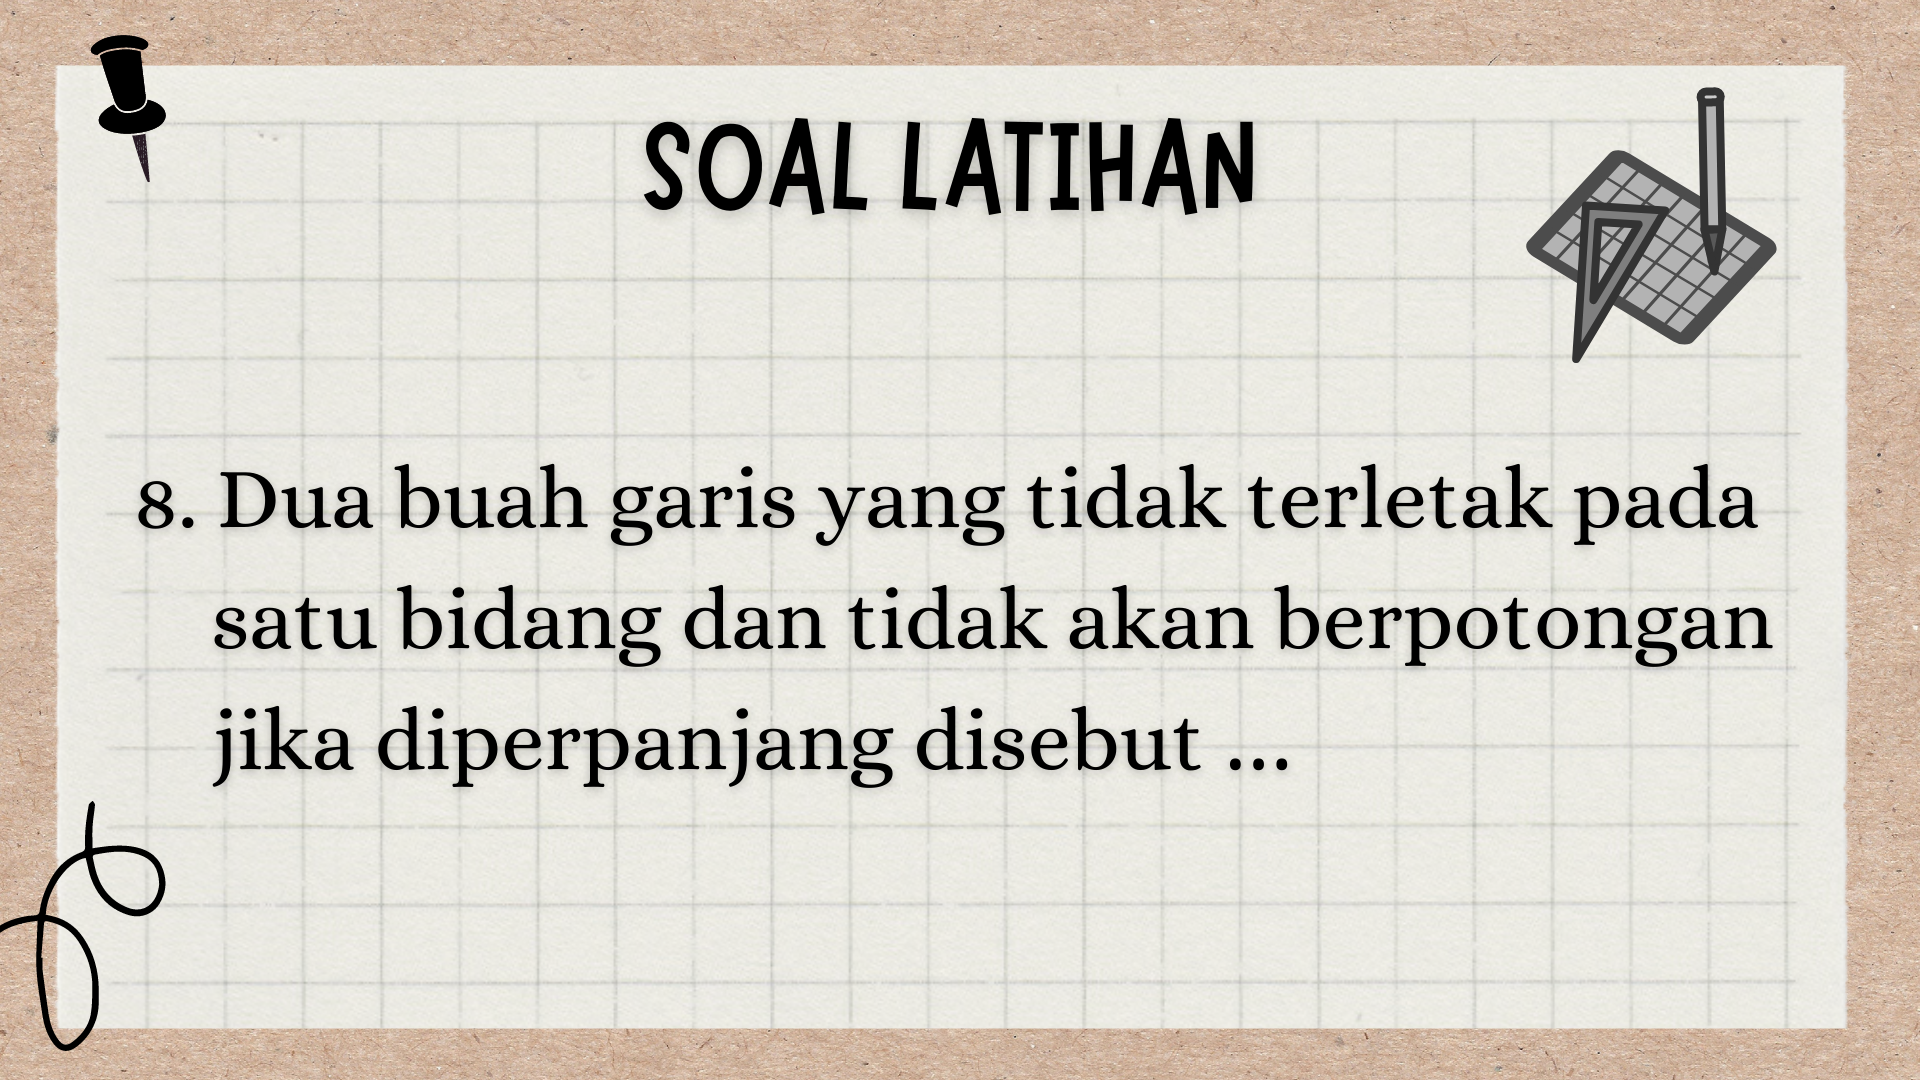 SOAL LATIHAN
8. Dua buah garis yang tidak terletak pada
satu bidang dan tidak akan berpotongan
jika diperpanjang disebut ...